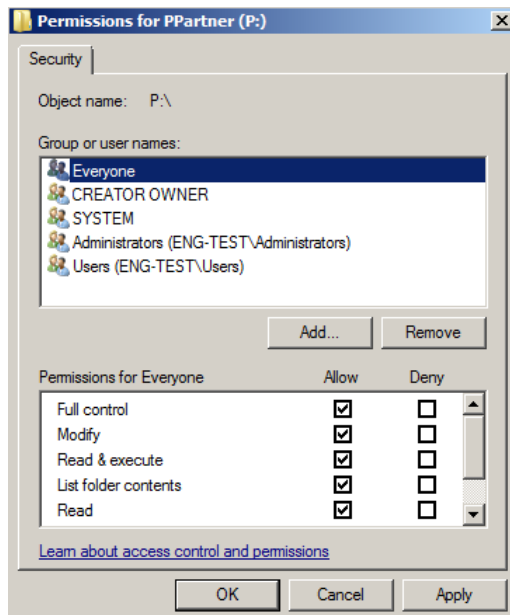 Permissions for PPartner (P:)
Security
Object name: P:\
Group or user names:
Everyone
CREATOR OWNER
SYSTEM
Administrators (ENG-TEST\Administrators)
Users (ENG-TEST\Users)
Add... Remove
Permissions for Everyone Allow Deny
Full control
Modify
Read & execute
List folder contents
Read
Learn about access control and permissions
OK Cancel Apply